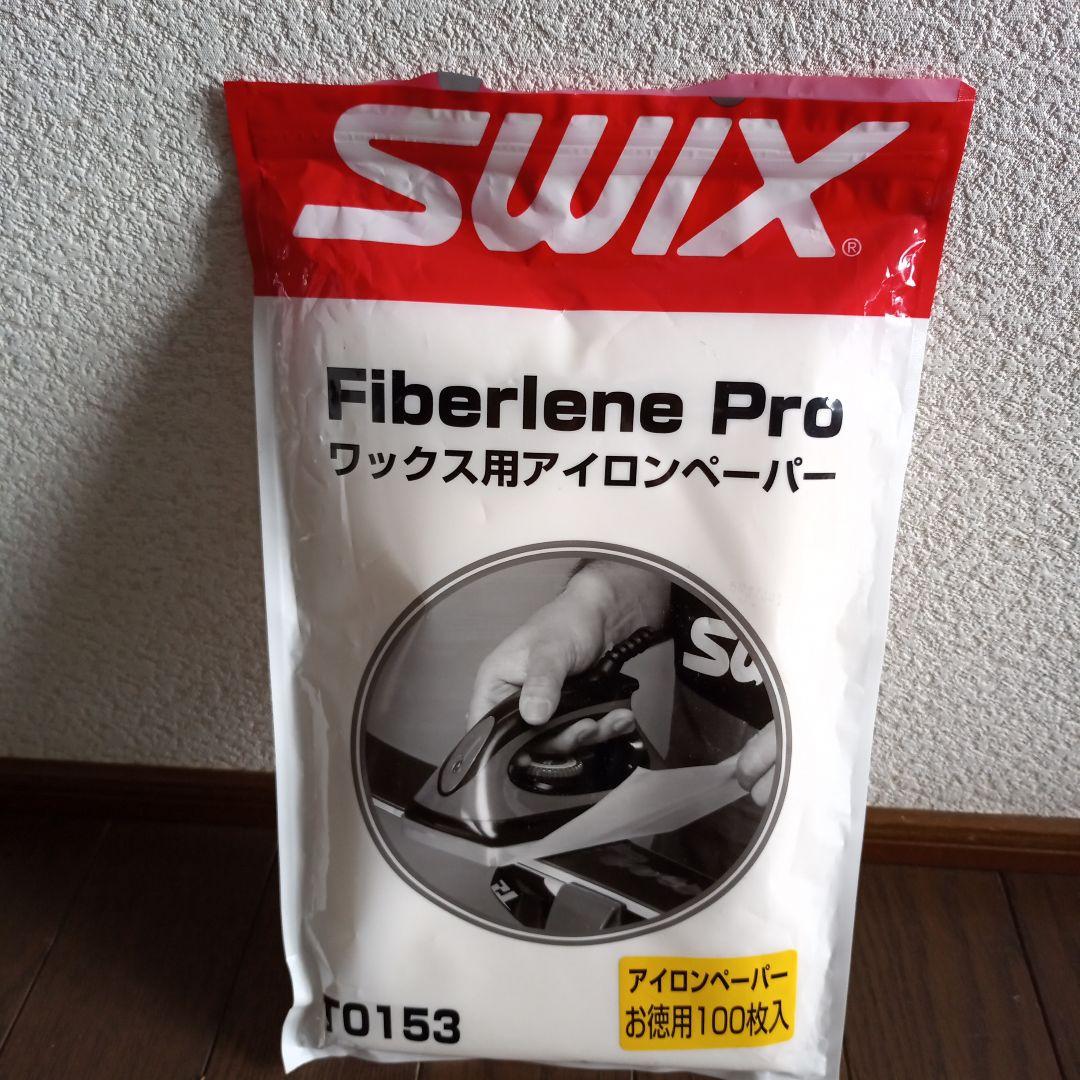 SWIX®
Fiberlene Pro
ワックス用アイロンペーパー
T0153
アイロンペーパー
お徳用100枚入